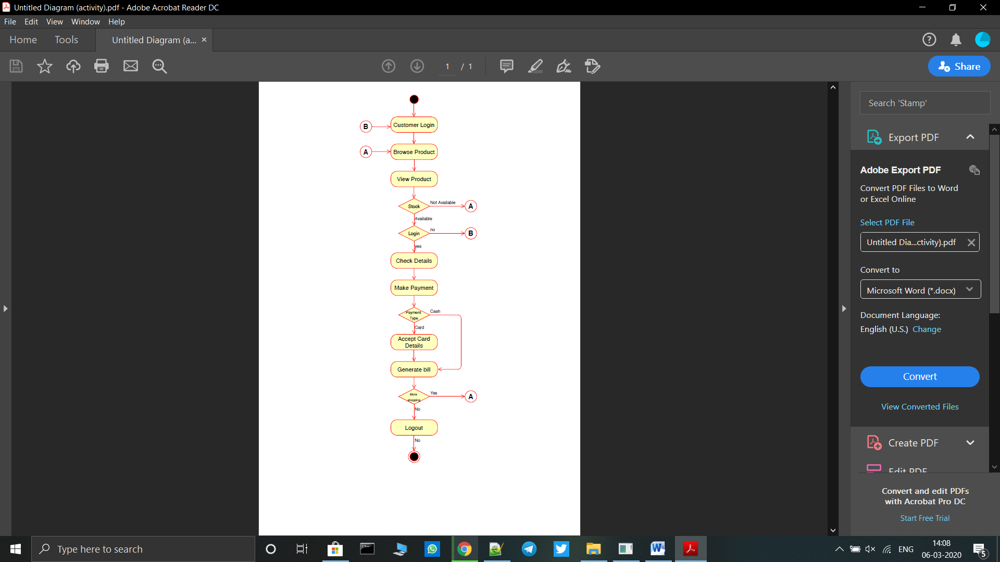 Untitled Diagram (activity).pdf - Adobe Acrobat Reader DC
File Edit View Window Help
Home Tools Untitled Diagram (a... ×
1 / 1
Share
B Customer Login
A Browse Product
View Product
Stock Not Available A
Available
Login no B
yes
Check Details
Make Payment
Payment Type Cash
Card
Accept Card
Details
Generate bill
More shopping Yes A
No
Logout
No
Search 'Stamp'
Export PDF
Adobe Export PDF
Convert PDF Files to Word
or Excel Online
Select PDF File
Untitled Dia...ctivity).pdf
Convert to
Microsoft Word (*.docx)
Document Language:
English (U.S.) Change
Convert
View Converted Files
Create PDF
Edit PDF
Convert and edit PDFs
with Acrobat Pro DC
Start Free Trial
Type here to search
ENG
14:08
06-03-2020
5